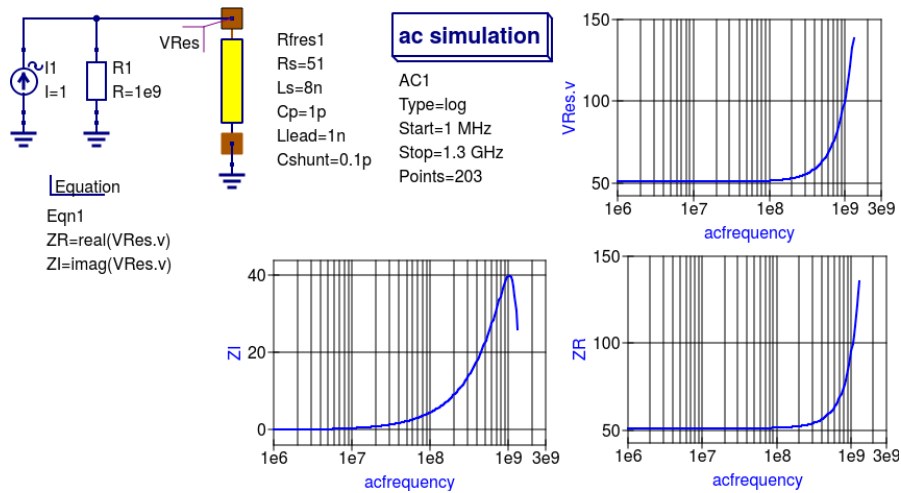 VRes
I1
I=1
R1
R=1e9
Rfres1
Rs=51
Ls=8n
Cp=1p
Llead=1n
Cshunt=0.1p
ac simulation
AC1
Type=log
Start=1 MHz
Stop=1.3 GHz
Points=203
Equation
Eqn1
ZR=real(VRes.v)
ZI=imag(VRes.v)
150
100
50
VRes.v
1e6 1e7 1e8 1e9 3e9
acfrequency
40
20
0
ZI
1e6 1e7 1e8 1e9 3e9
acfrequency
150
100
50
ZR
1e6 1e7 1e8 1e9 3e9
acfrequency